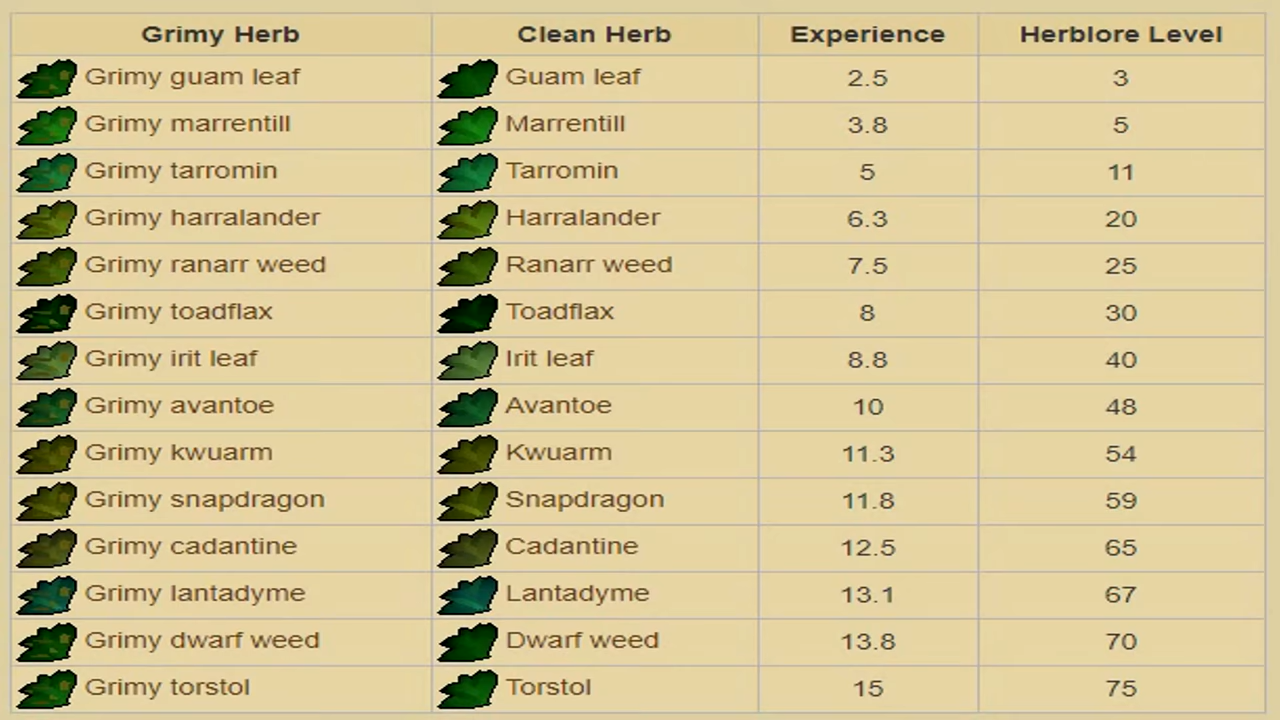 Grimy Herb Clean Herb Experience Herblore Level
Grimy guam leaf Guam leaf 2.5 3
Grimy marrentill Marrentill 3.8 5
Grimy tarromin Tarromin 5 11
Grimy harralander Harralander 6.3 20
Grimy ranarr weed Ranarr weed 7.5 25
Grimy toadflax Toadflax 8 30
Grimy irit leaf Irit leaf 8.8 40
Grimy avantoe Avantoe 10 48
Grimy kwuarm Kwuarm 11.3 54
Grimy snapdragon Snapdragon 11.8 59
Grimy cadantine Cadantine 12.5 65
Grimy lantadyme Lantadyme 13.1 67
Grimy dwarf weed Dwarf weed 13.8 70
Grimy torstol Torstol 15 75